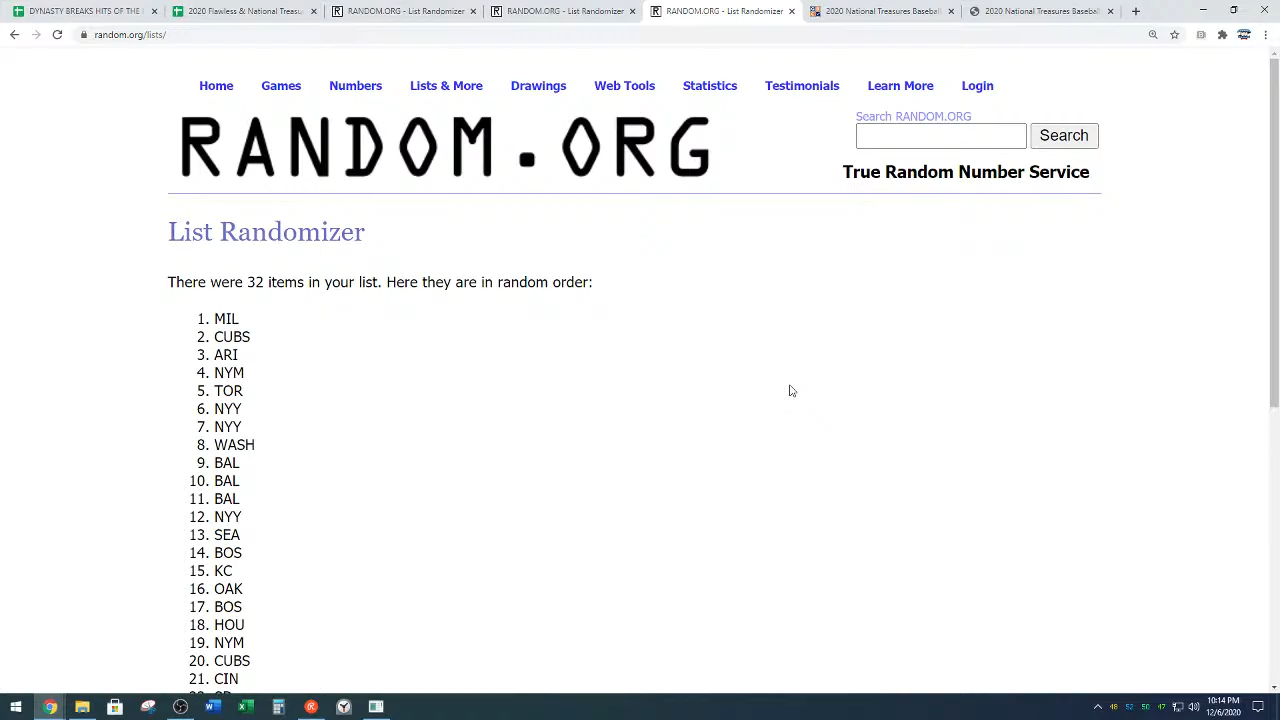 DYNASTY BREAKS HITS OF THE
2020 Flawless & National Treasu
RANDOM.ORG - List Randomizer
RANDOM.ORG - List Randomizer
RANDOM.ORG - List Randomizer
2020 National Treasures Baseball
2020 National Treasures Baseball
random.org/lists/
Home Games Numbers Lists & More Drawings Web Tools Statistics Testimonials Learn More Login
RANDOM.ORG
Search RANDOM.ORG
Search
True Random Number Service
List Randomizer
There were 32 items in your list. Here they are in random order:
1. MIL
2. CUBS
3. ARI
4. NYM
5. TOR
6. NYY
7. NYY
8. WASH
9. BAL
10. BAL
11. BAL
12. NYY
13. SEA
14. BOS
15. KC
16. OAK
17. BOS
18. HOU
19. NYM
20. CUBS
21. CIN
48 52 50 47
10:14 PM
12/6/2020